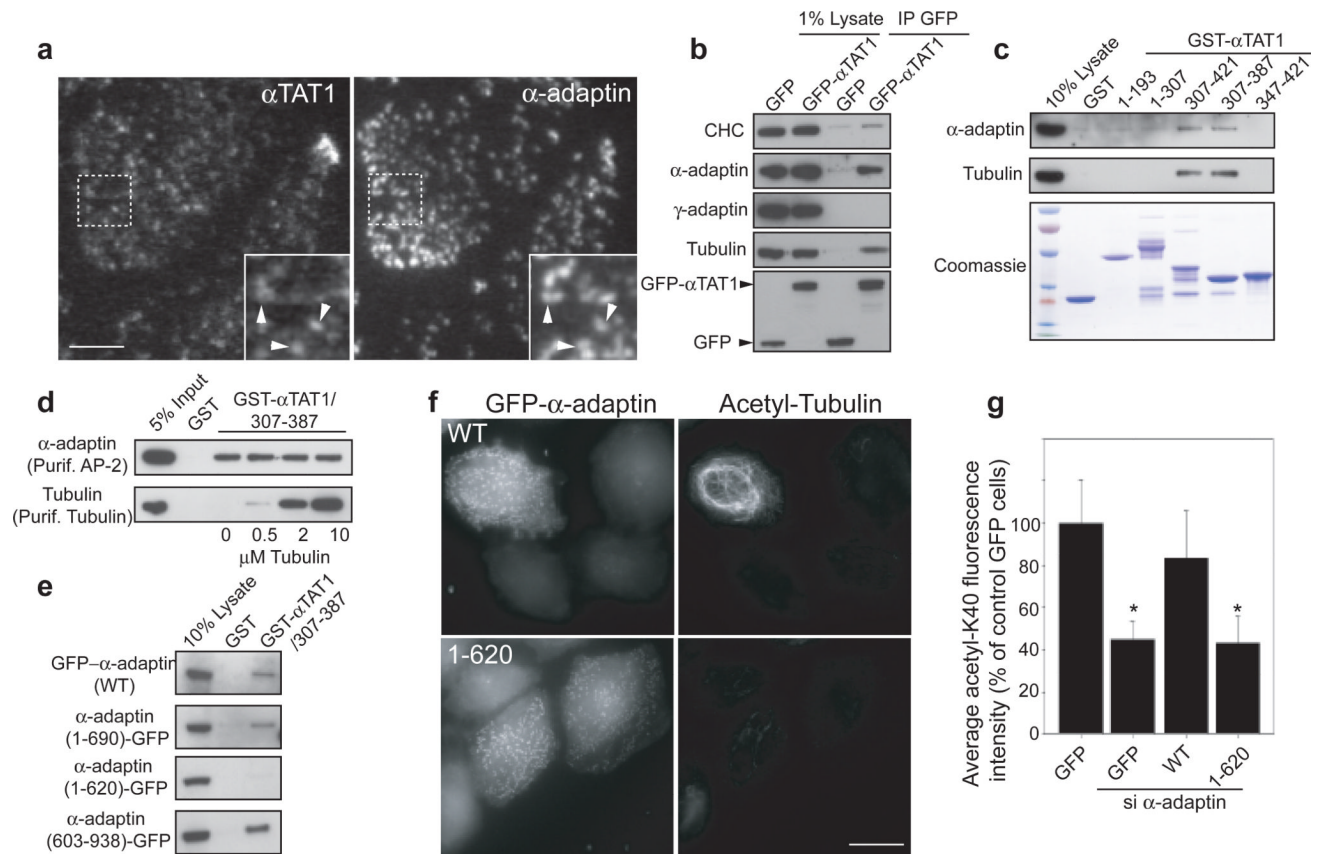 a
αTAT1
α-adaptin
b
1% Lysate
IP GFP
GFP
GFP-αTAT1
GFP
GFP-αTAT1
CHC
α-adaptin
γ-adaptin
Tubulin
GFP-αTAT1
GFP
c
GST-αTAT1
10% Lysate
GST
1-193
1-307
307-421
307-387
347-421
α-adaptin
Tubulin
Coomassie
d
5% Input
GST
GST-αTAT1/
307-387
α-adaptin
(Purif. AP-2)
Tubulin
(Purif. Tubulin)
0 0.5 2 10
μM Tubulin
e
10% Lysate
GST
GST-αTAT1
/307-387
GFP–α-adaptin
(WT)
α-adaptin
(1-690)-GFP
α-adaptin
(1-620)-GFP
α-adaptin
(603-938)-GFP
f
GFP-α-adaptin
Acetyl-Tubulin
WT
1-620
g
Average acetyl-K40 fluorescence
intensity (% of control GFP cells)
100
80
60
40
20
0
*
*
GFP
GFP
WT
1-620
si α-adaptin